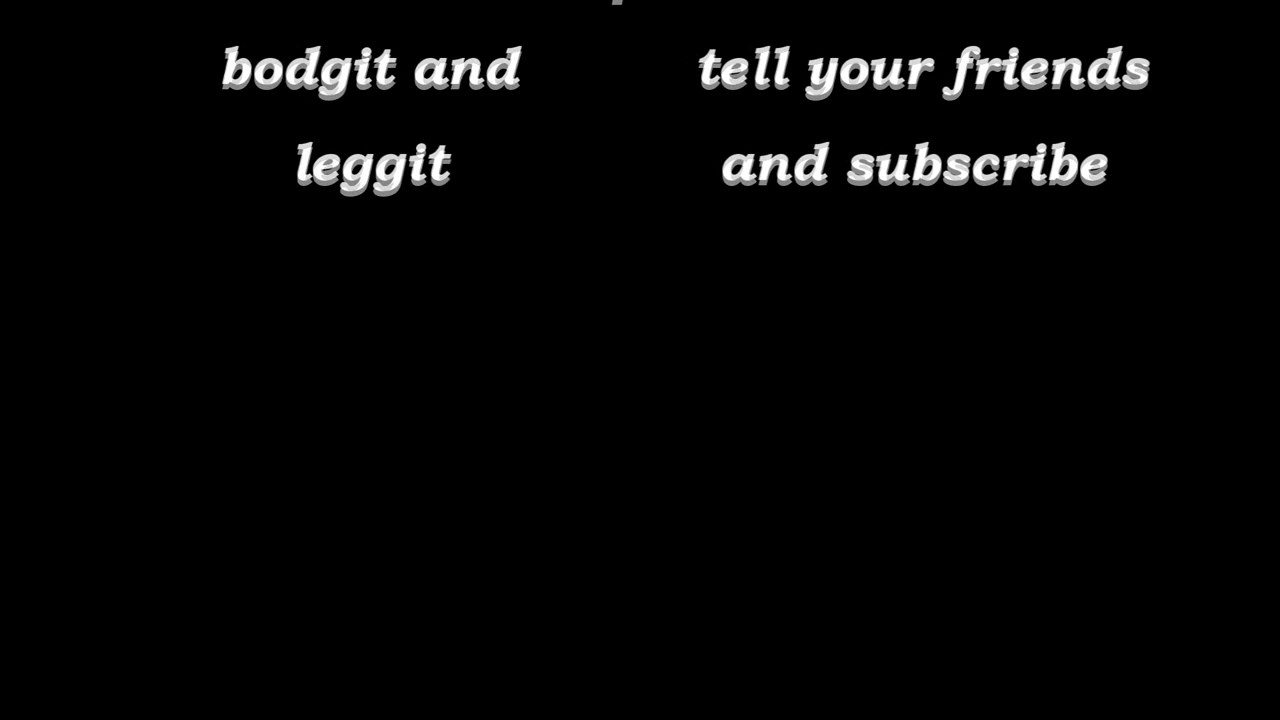 bodgit and
leggit
tell your friends
and subscribe